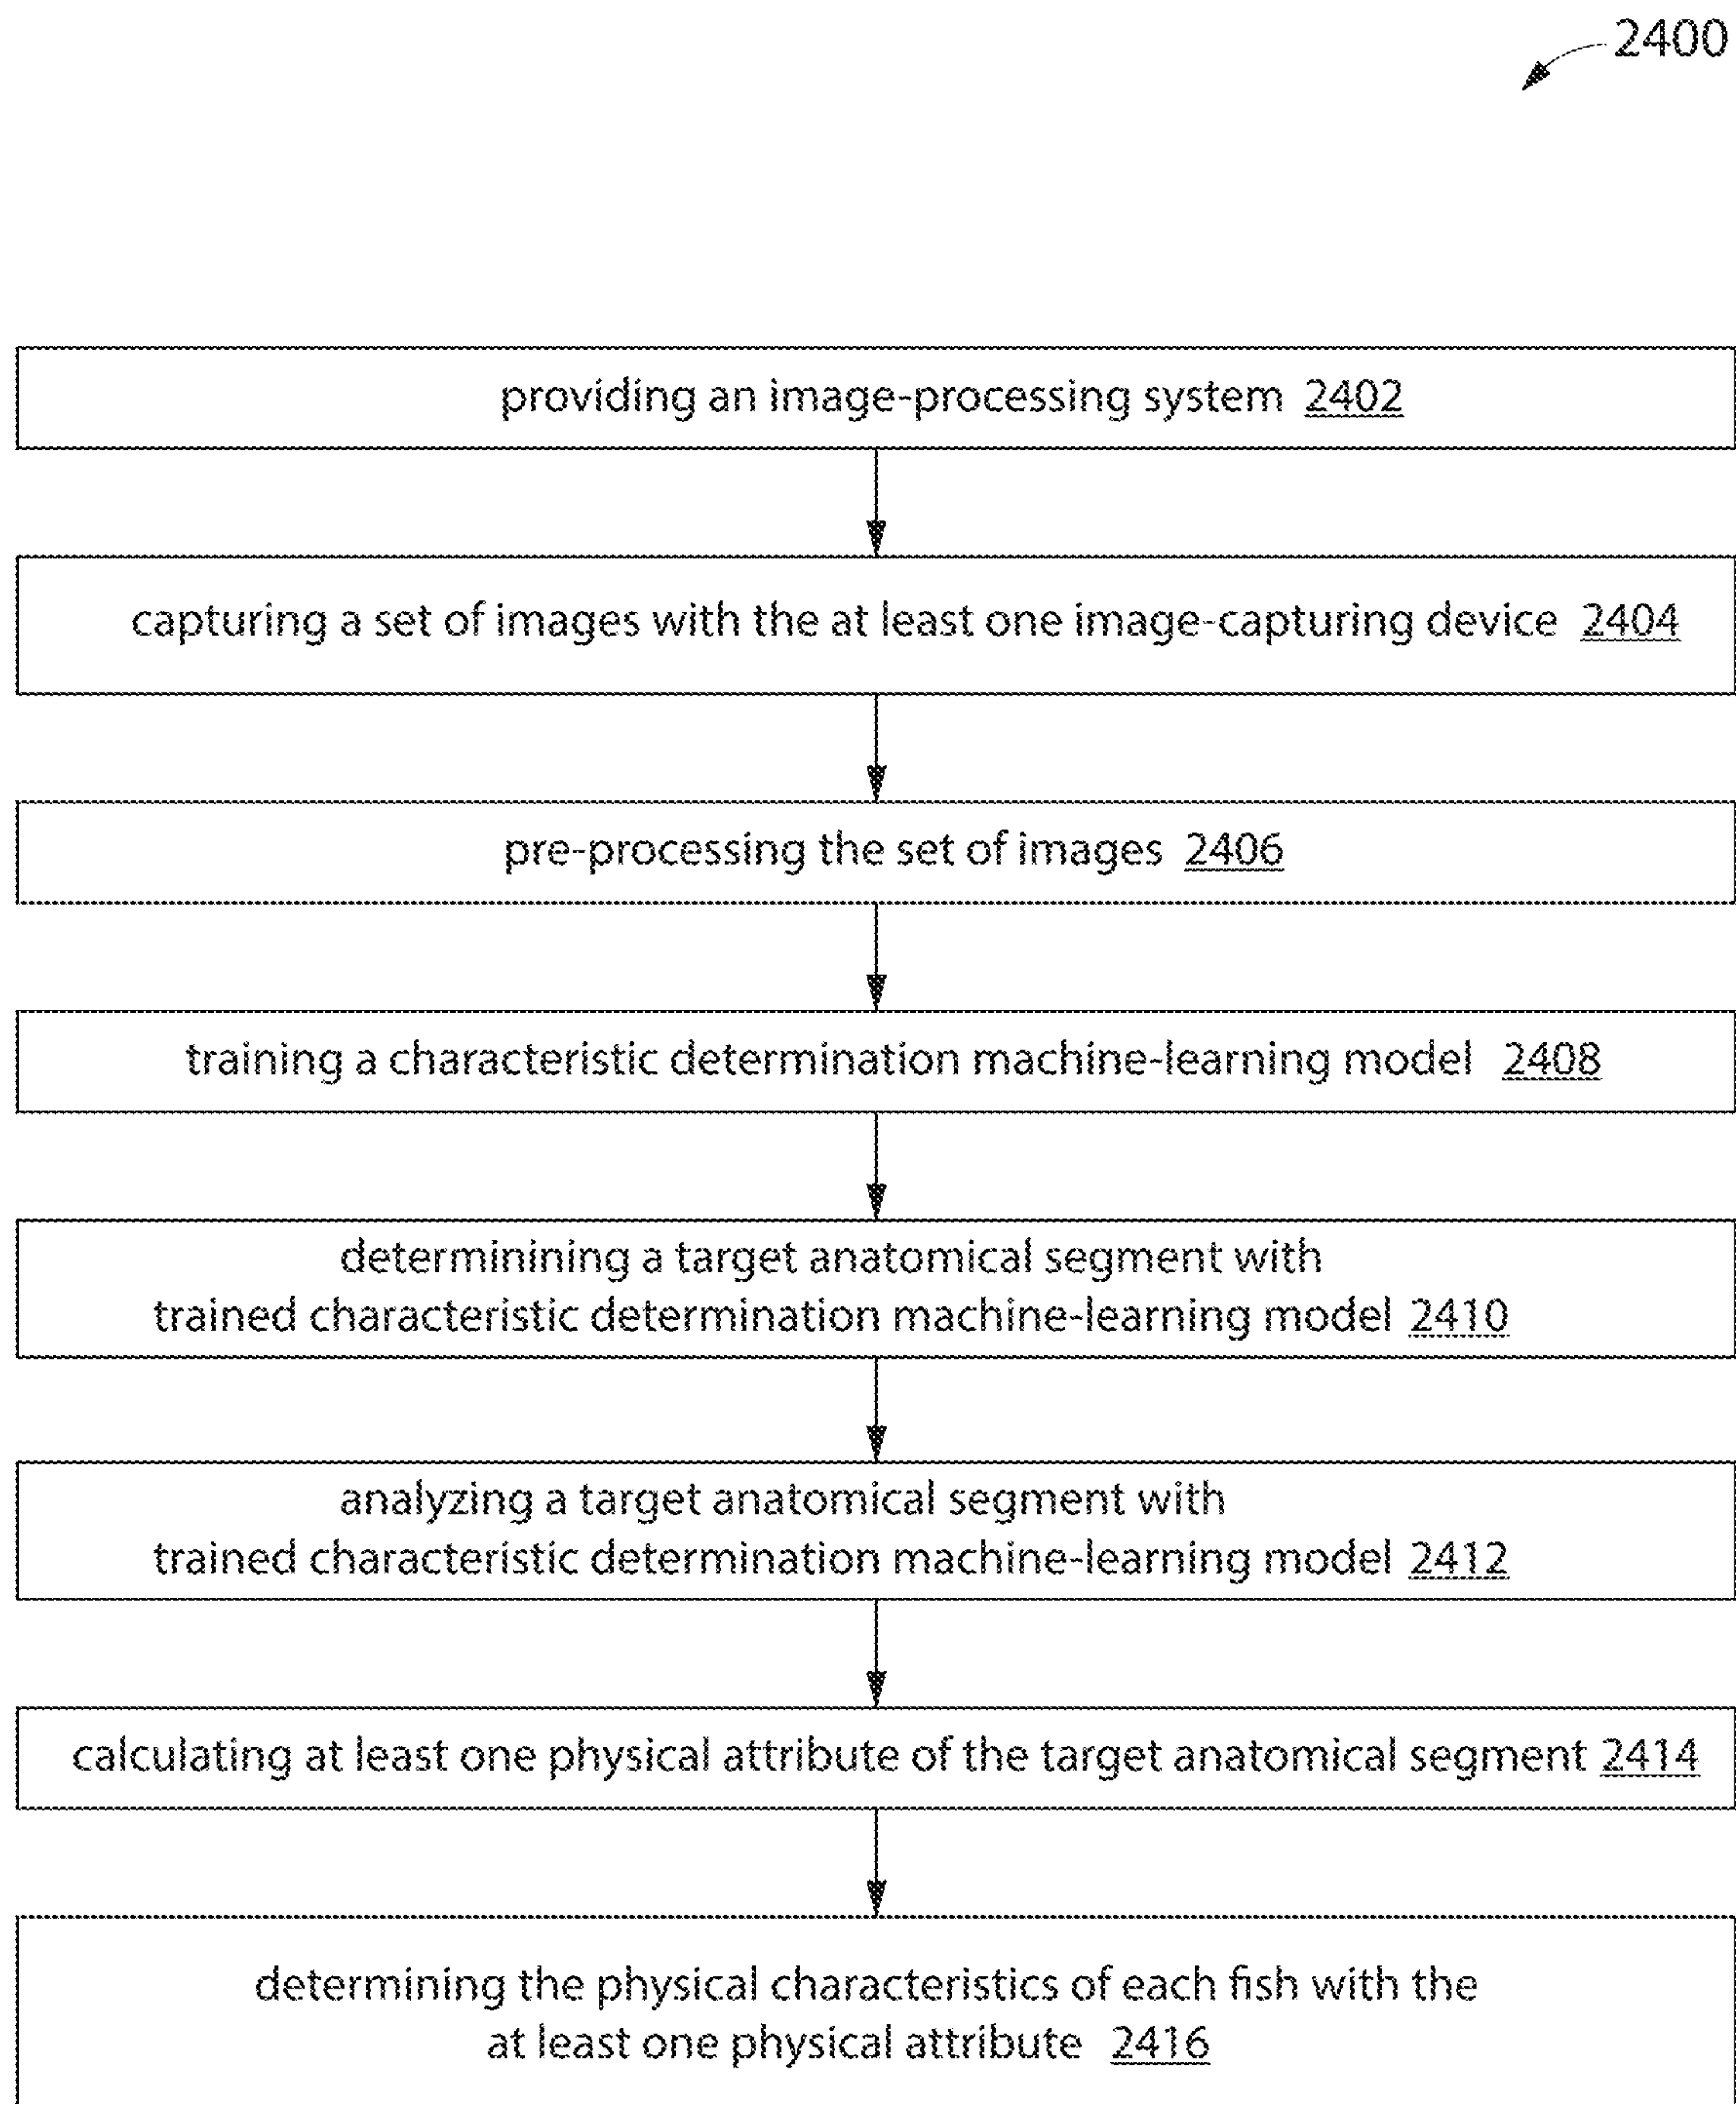 2400
providing an image-processing system 2402
capturing a set of images with the at least one image-capturing device 2404
pre-processing the set of images 2406
training a characteristic determination machine-learning model 2408
determinining a target anatomical segment with
trained characteristic determination machine-learning model 2410
analyzing a target anatomical segment with
trained characteristic determination machine-learning model 2412
calculating at least one physical attribute of the target anatomical segment 2414
determining the physical characteristics of each fish with the
at least one physical attribute 2416